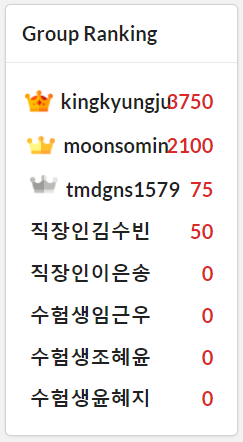 Group Ranking
kingkyungju 3750
moonsomin 2100
tmdgns1579 75
직장인김수빈 50
직장인이은송 0
수험생임근우 0
수험생조혜윤 0
수험생윤혜지 0